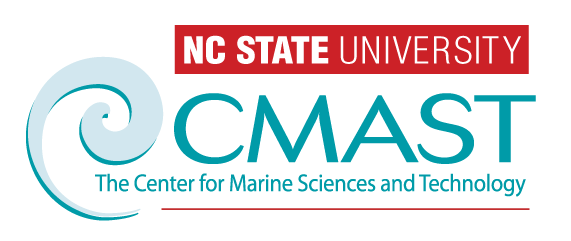 NC STATE UNIVERSITY
CMAST
The Center for Marine Sciences and Technology